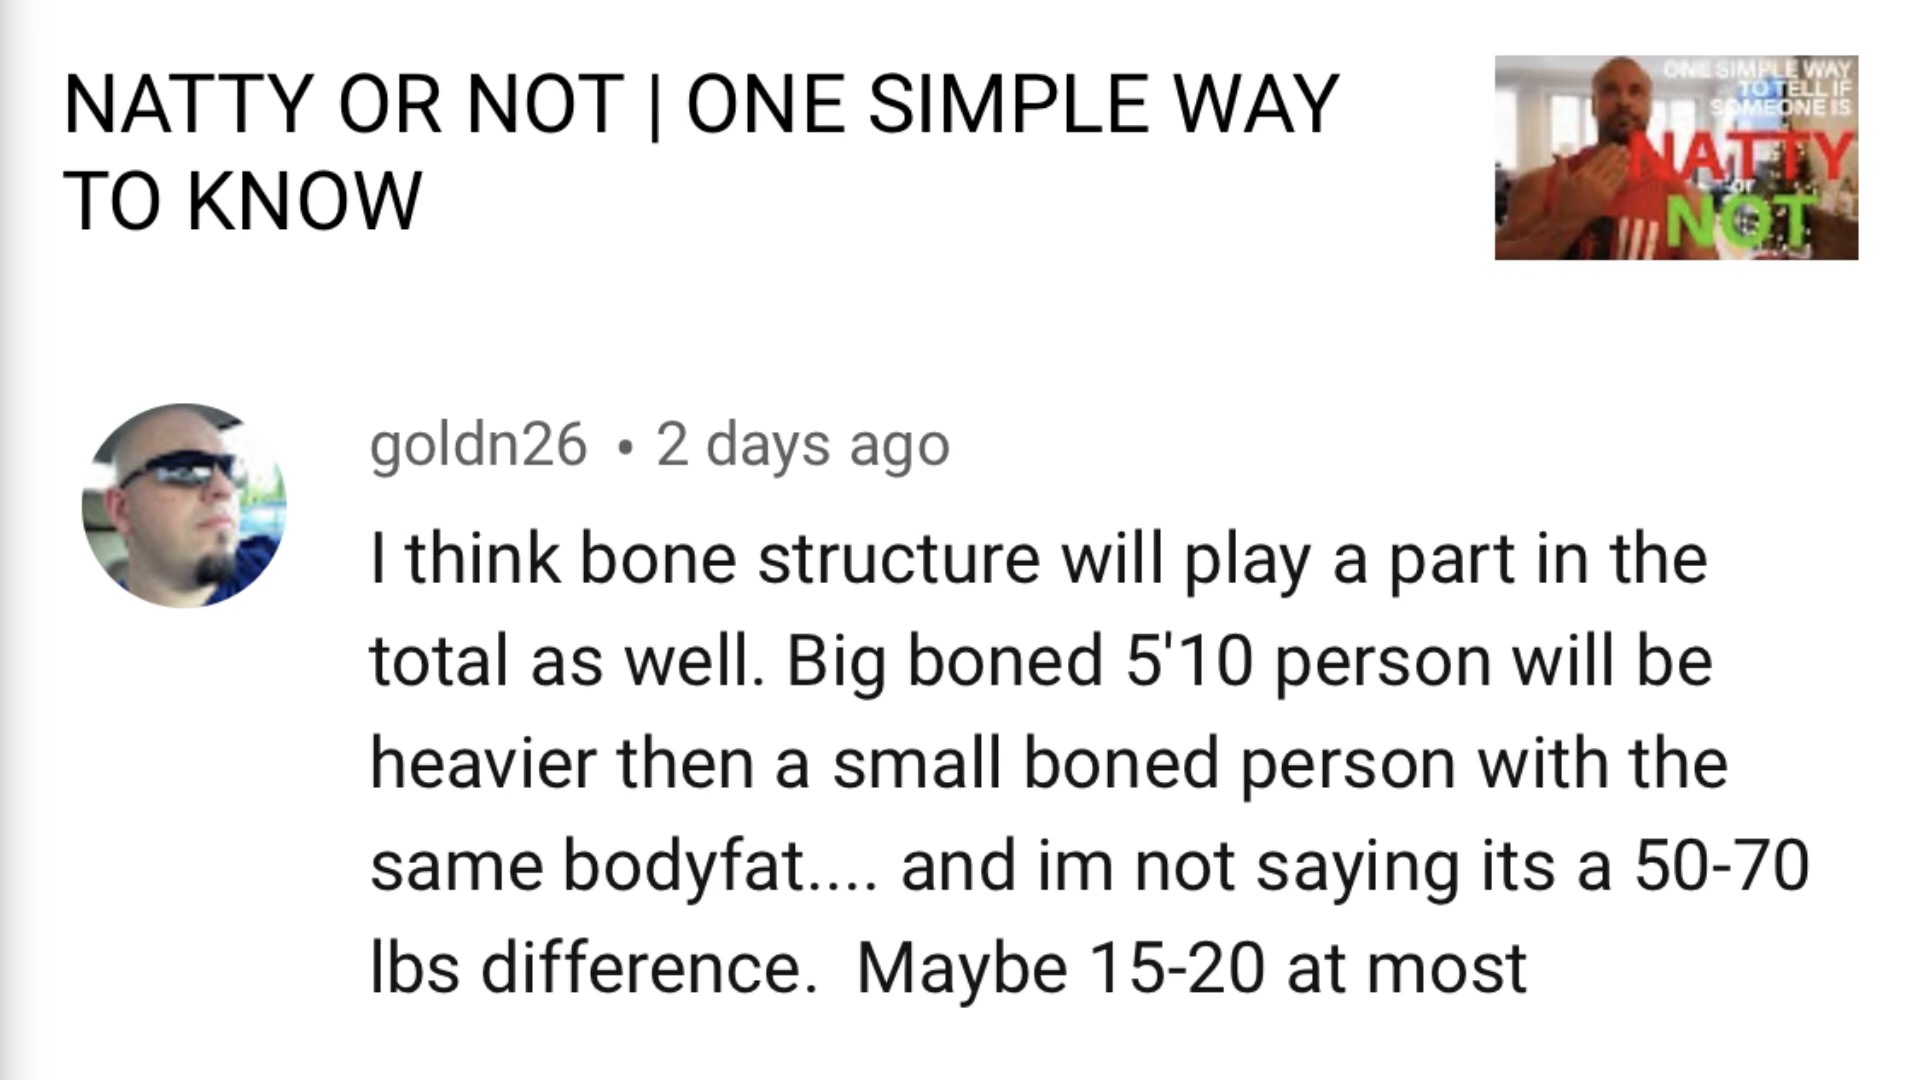 NATTY OR NOT | ONE SIMPLE WAY
TO KNOW
ONE SIMPLE WAY
TO TELL IF
SOMEONE IS
NATTY
or
NOT
goldn26 • 2 days ago
I think bone structure will play a part in the
total as well. Big boned 5'10 person will be
heavier then a small boned person with the
same bodyfat.... and im not saying its a 50-70
lbs difference.  Maybe 15-20 at most